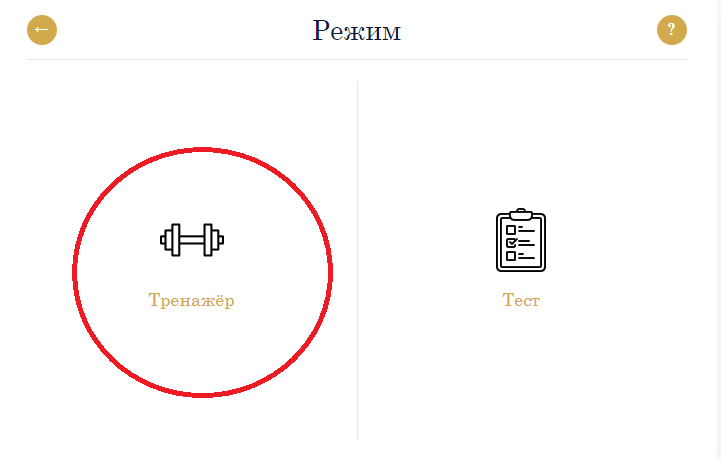 ← Режим ?
Тренажёр
Тест